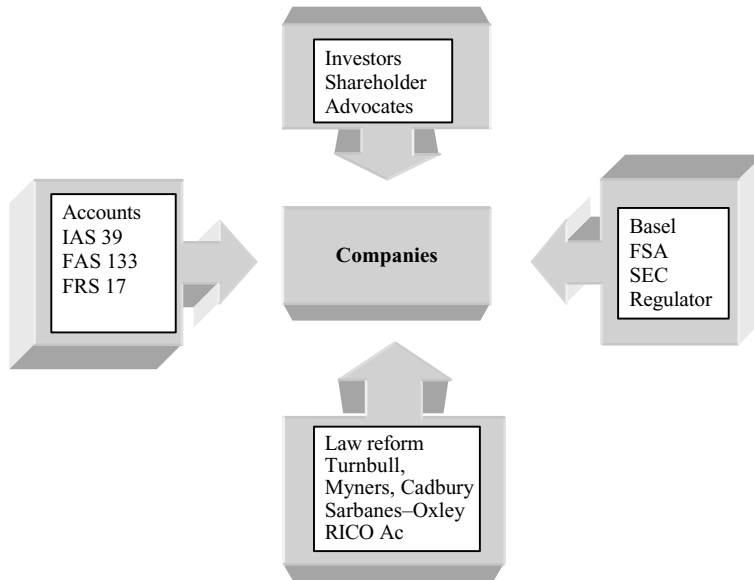 Investors
Shareholder
Advocates
Accounts
IAS 39
FAS 133
FRS 17
Companies
Basel
FSA
SEC
Regulator
Law reform
Turnbull,
Myners, Cadbury
Sarbanes–Oxley
RICO Ac